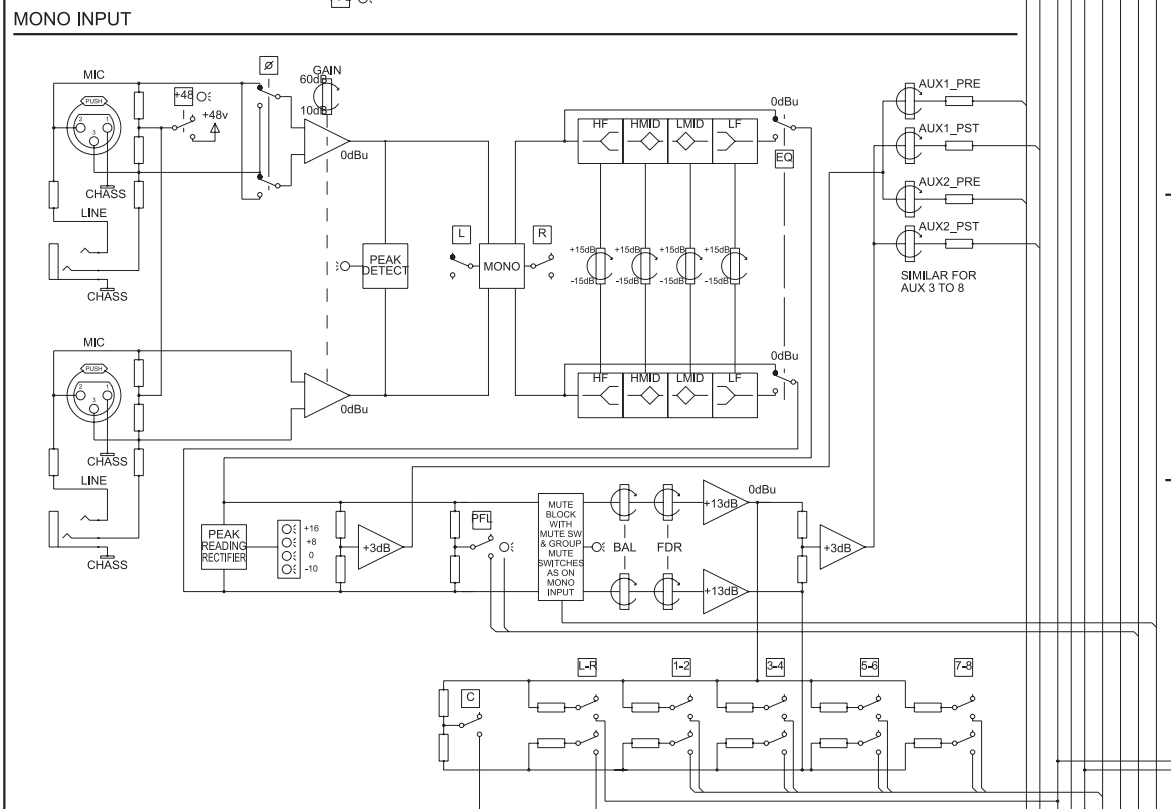 MONO INPUT
MIC
PUSH
2
1
3
CHASS
LINE
CHASS
+48
+48v
Ø
GAIN
60dB
10dB
0dBu
PEAK
DETECT
L
MONO
R
HF
HMID
LMID
LF
0dBu
EQ
+15dB
+15dB
+15dB
+15dB
-15dB
-15dB
-15dB
-15dB
AUX1_PRE
AUX1_PST
AUX2_PRE
AUX2_PST
SIMILAR FOR
AUX 3 TO 8
MIC
PUSH
2
1
3
CHASS
LINE
CHASS
0dBu
0dBu
HF
HMID
LMID
LF
PEAK
READING
RECTIFIER
+16
+8
0
-10
+3dB
PFL
MUTE
BLOCK
WITH
MUTE SW
& GROUP
MUTE
SWITCHES
AS ON
MONO
INPUT
BAL
FDR
+13dB
0dBu
+13dB
+3dB
C
L-R
1-2
3-4
5-6
7-8